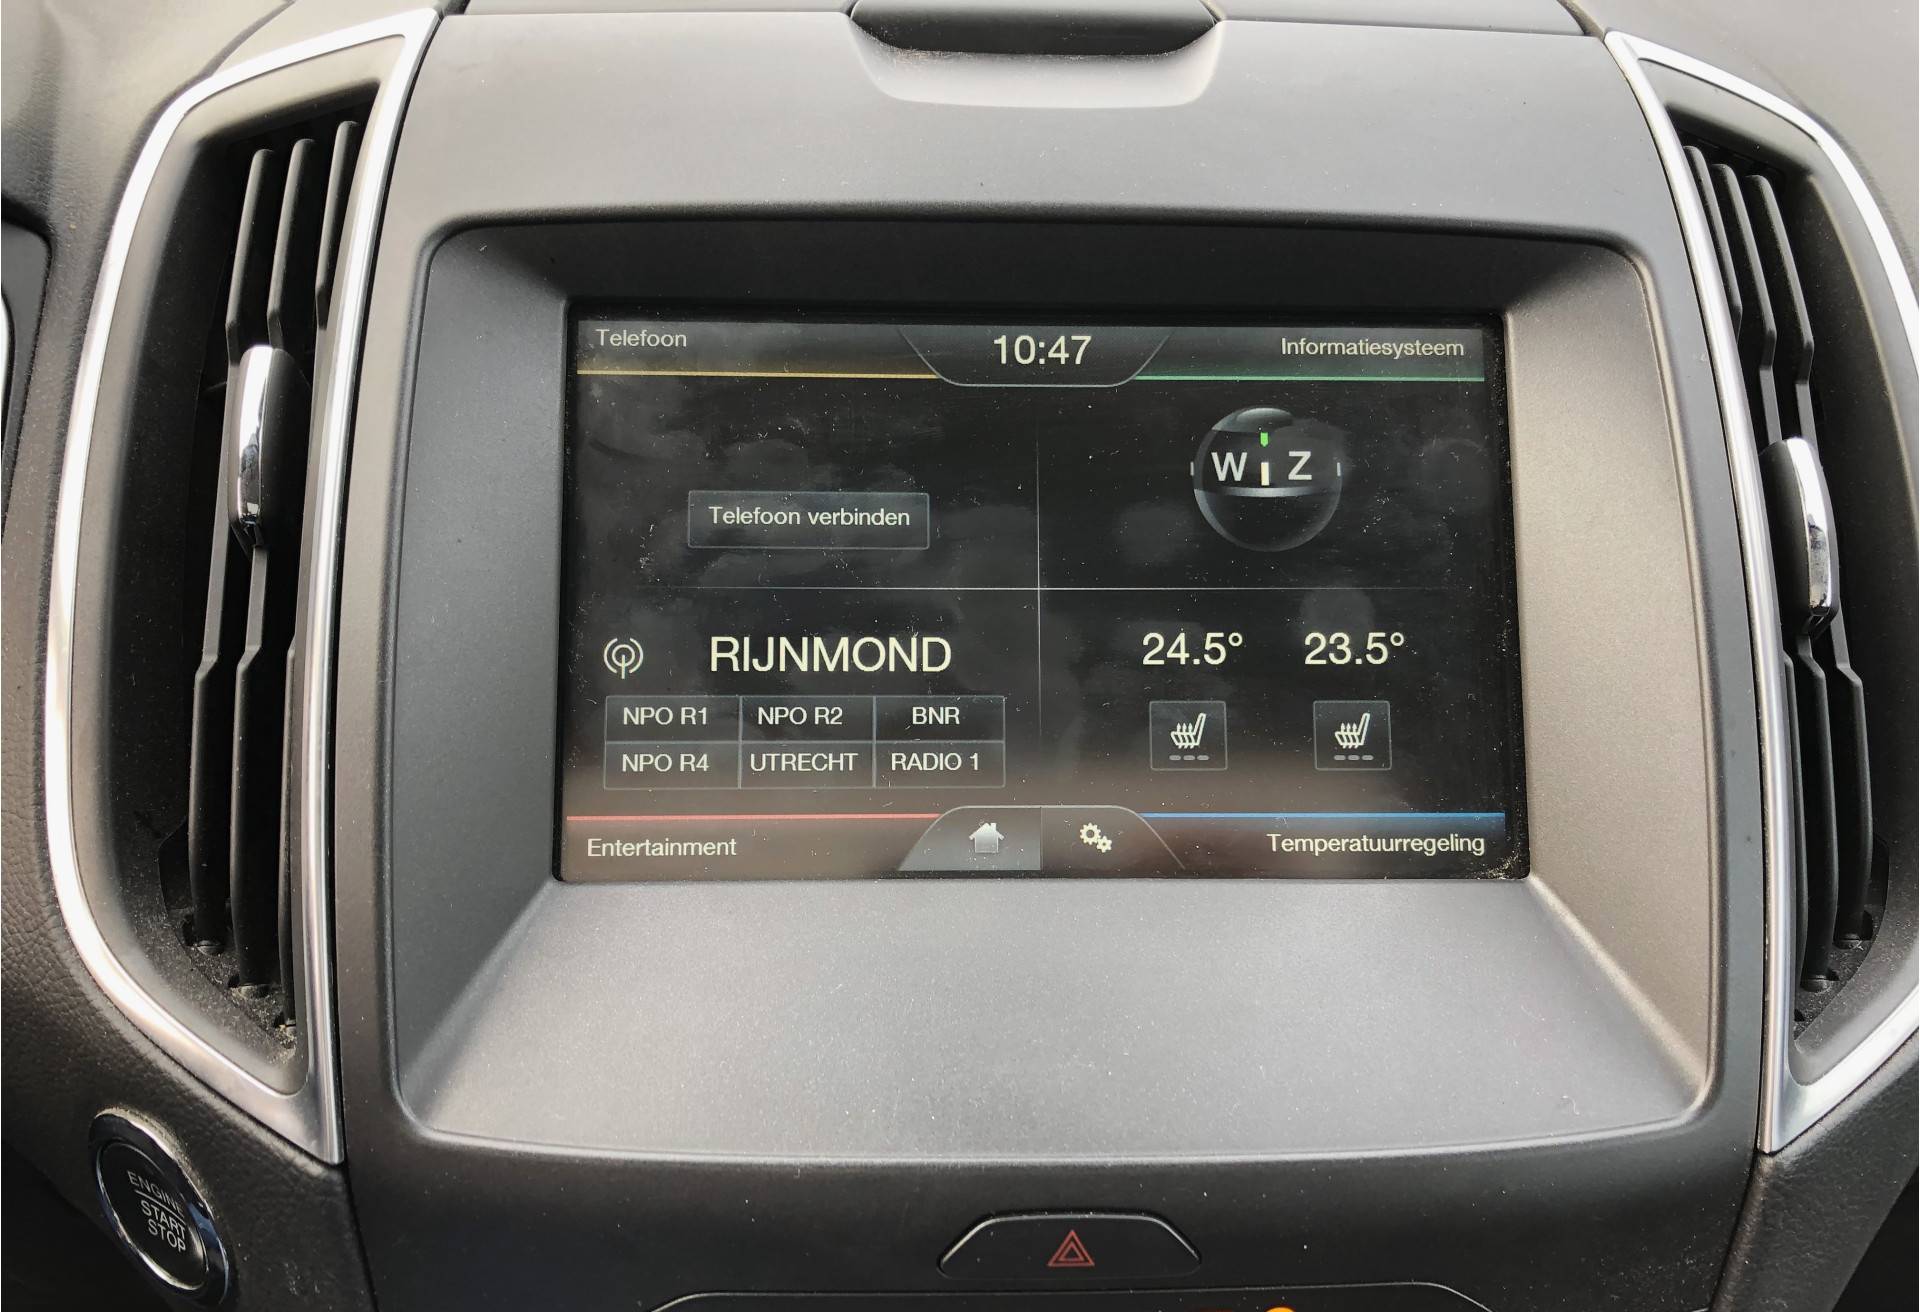 Telefoon
10:47
Informatiesysteem
W Z
Telefoon verbinden
RIJNMOND
24.5° 23.5°
NPO R1 NPO R2 BNR
NPO R4 UTRECHT RADIO 1
Entertainment
Temperatuurregeling
ENGINE
START
STOP